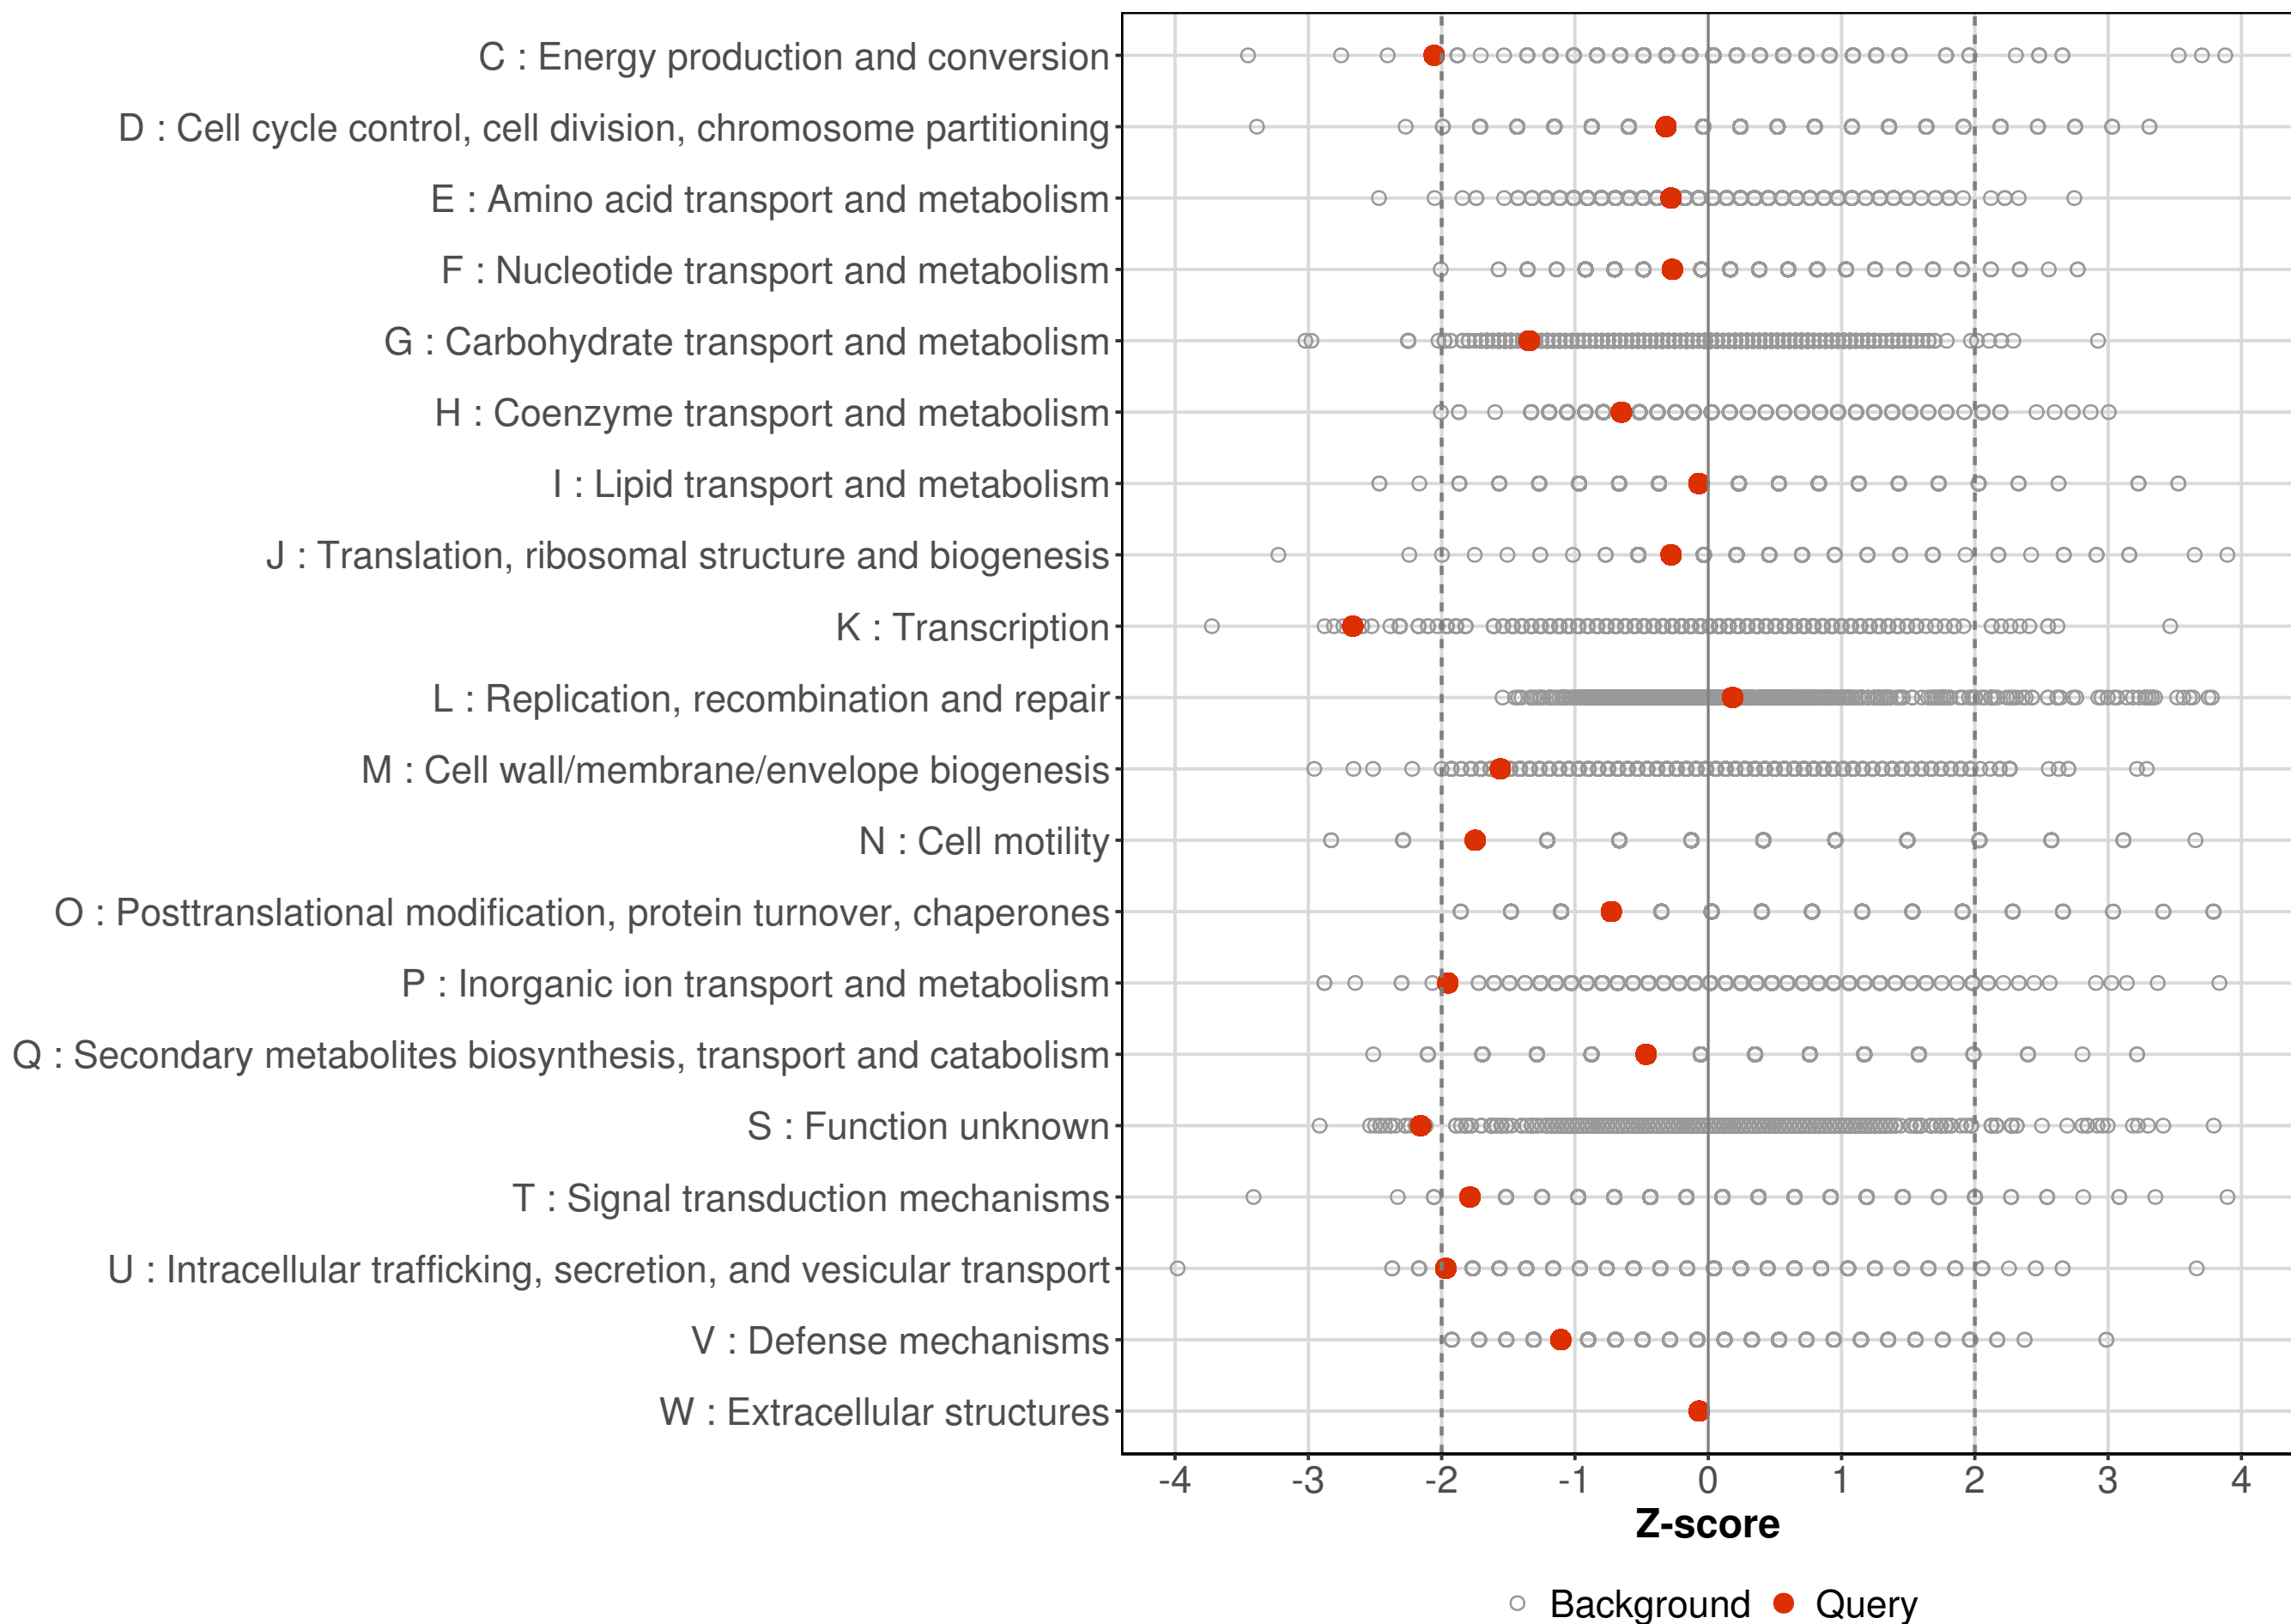 C : Energy production and conversion
D : Cell cycle control, cell division, chromosome partitioning
E : Amino acid transport and metabolism
F : Nucleotide transport and metabolism
G : Carbohydrate transport and metabolism
H : Coenzyme transport and metabolism
I : Lipid transport and metabolism
J : Translation, ribosomal structure and biogenesis
K : Transcription
L : Replication, recombination and repair
M : Cell wall/membrane/envelope biogenesis
N : Cell motility
O : Posttranslational modification, protein turnover, chaperones
P : Inorganic ion transport and metabolism
Q : Secondary metabolites biosynthesis, transport and catabolism
S : Function unknown
T : Signal transduction mechanisms
U : Intracellular trafficking, secretion, and vesicular transport
V : Defense mechanisms
W : Extracellular structures
-4 -3 -2 -1 0 1 2 3 4
Z-score
Background Query